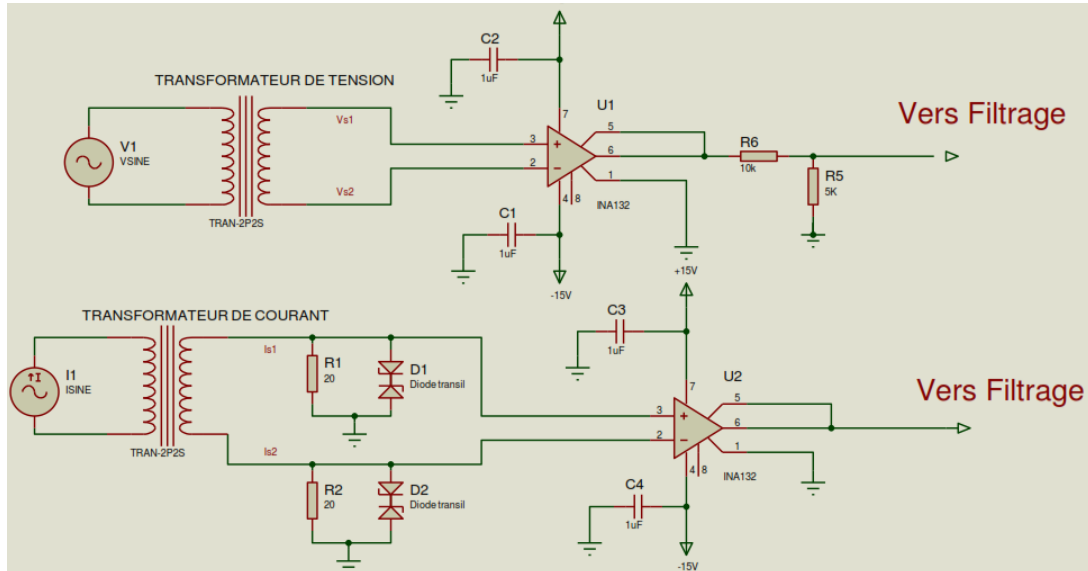 C2
1uF
TRANSFORMATEUR DE TENSION
V1
VSINE
TRAN-2P2S
Vs1
Vs2
3
2
7
4
8
5
6
1
U1
INA132
C1
1uF
-15V
R6
10k
R5
5K
Vers Filtrage
+15V
TRANSFORMATEUR DE COURANT
I1
I
ISINE
TRAN-2P2S
Is1
Is2
R1
20
D1
Diode transil
R2
20
D2
Diode transil
C3
1uF
3
2
7
4
8
5
6
1
U2
INA132
C4
1uF
-15V
Vers Filtrage